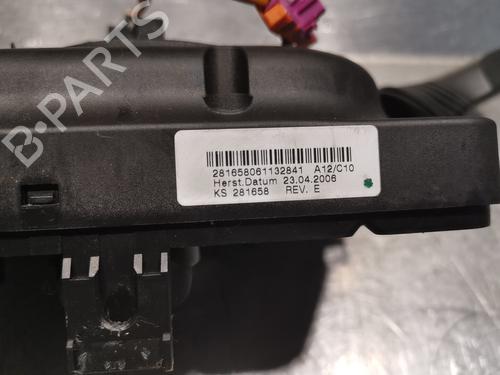 B-PARTS
281658061132841 A12/C10
Herst.Datum 23.04.2006
KS 281658 REV. E